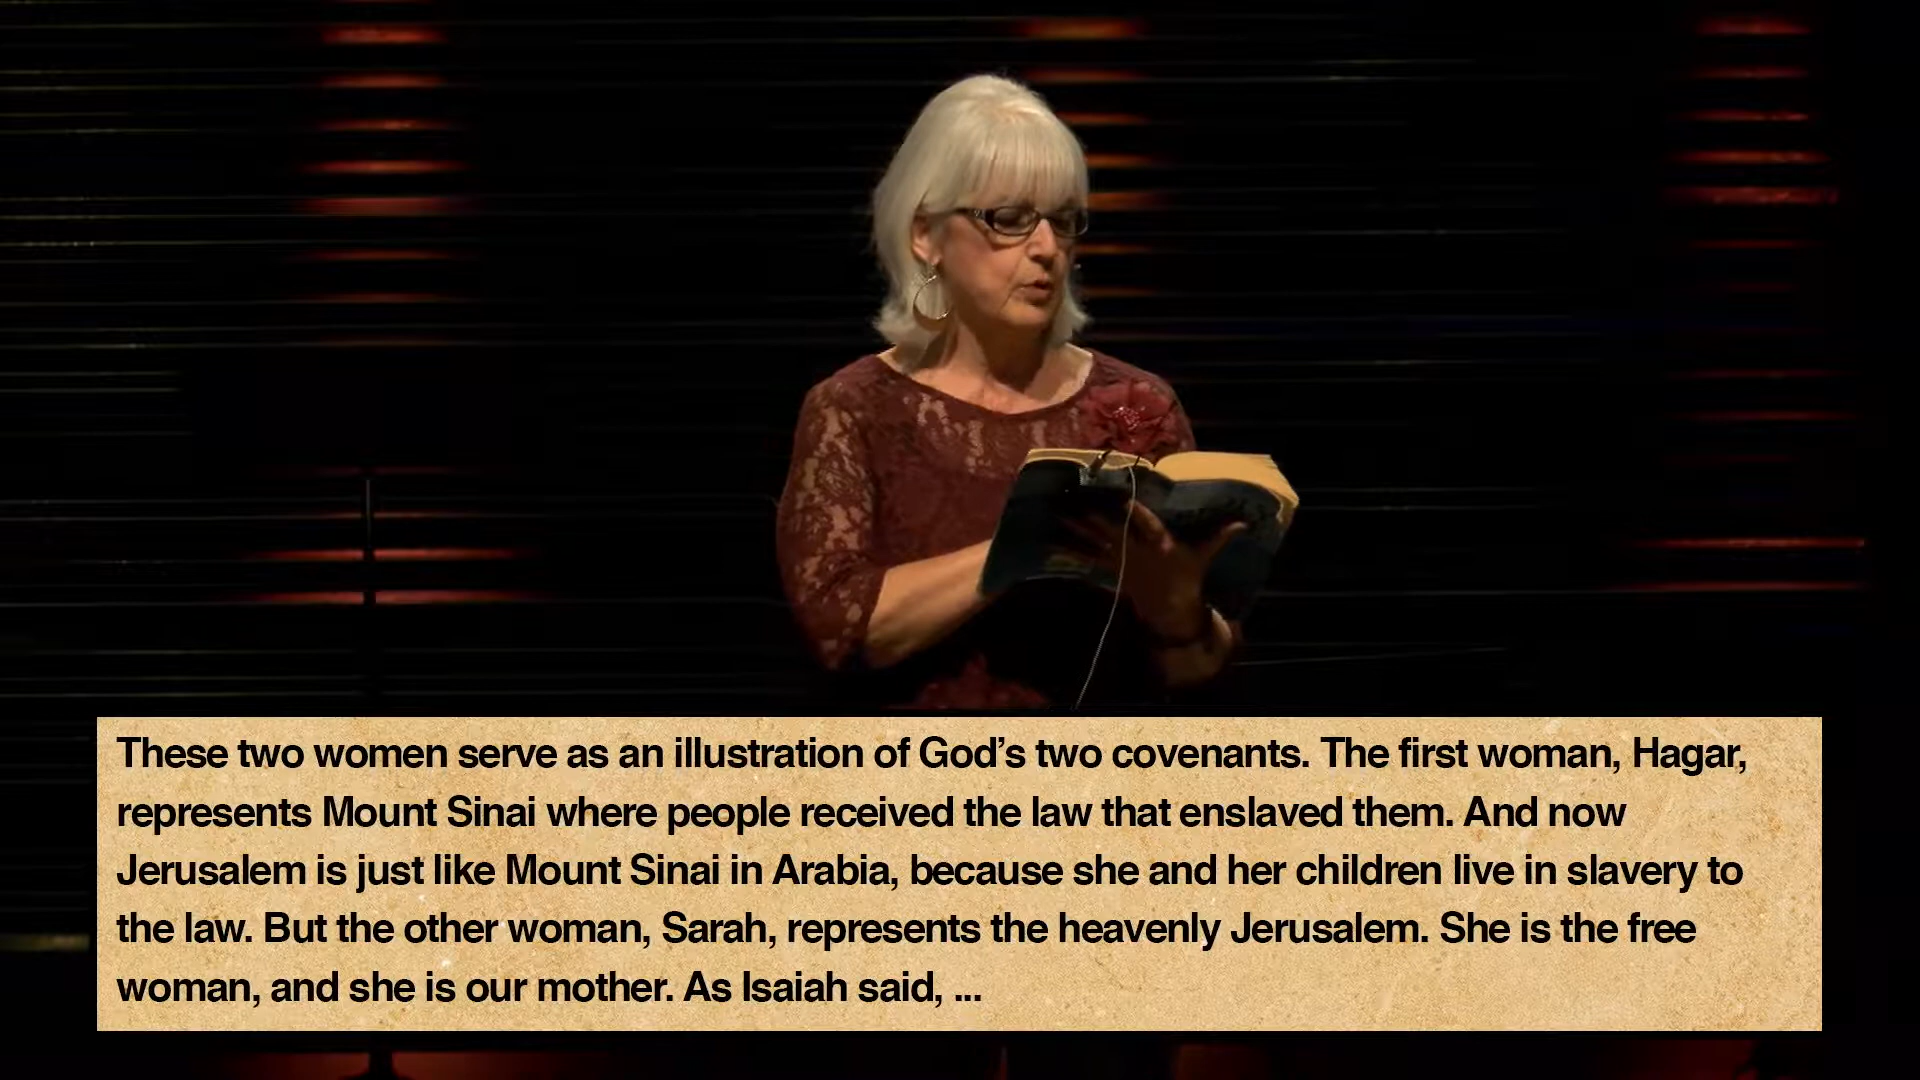 These two women serve as an illustration of God’s two covenants. The first woman, Hagar,
represents Mount Sinai where people received the law that enslaved them. And now
Jerusalem is just like Mount Sinai in Arabia, because she and her children live in slavery to
the law. But the other woman, Sarah, represents the heavenly Jerusalem. She is the free
woman, and she is our mother. As Isaiah said, ...